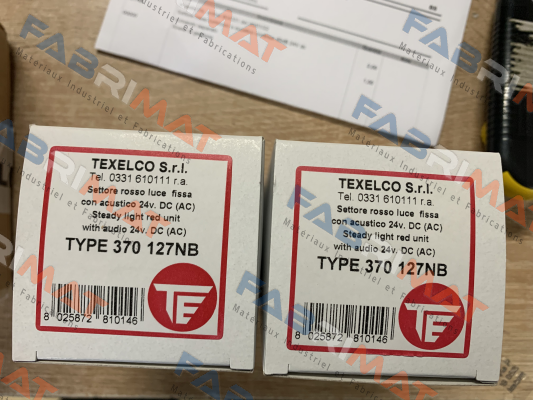 TEXELCO S.r.l.
Tel. 0331 610111 r.a.
Settore rosso luce fissa
con acustico 24v. DC (AC)
Steady light red unit
with audio 24v. DC (AC)
TYPE 370 127NB
TE
8 025872 810146
TEXELCO S.r.l.
Tel. 0331 610111 r.a.
Settore rosso luce fissa
con acustico 24v. DC (AC)
Steady light red unit
with audio 24v. DC (AC)
TYPE 370 127NB
TE
8 025872 810146
FABRIMAT
Materiaux Industriel et Fabrications